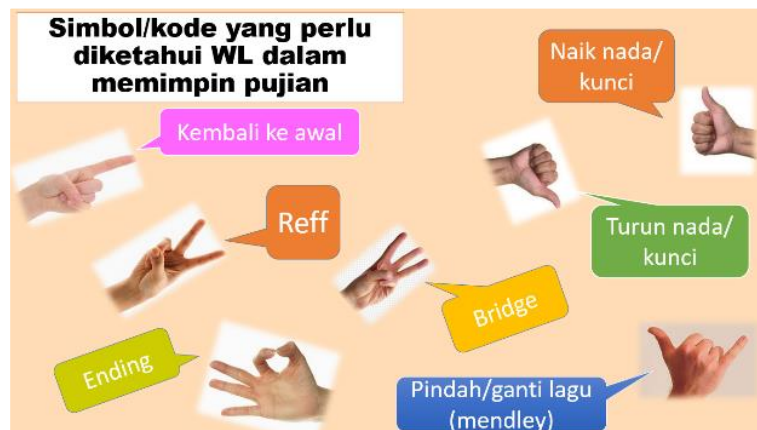 Simbol/kode yang perlu
diketahui WL dalam
memimpin pujian
Naik nada/
kunci
Kembali ke awal
Reff
Turun nada/
kunci
Bridge
Ending
Pindah/ganti lagu
(mendley)